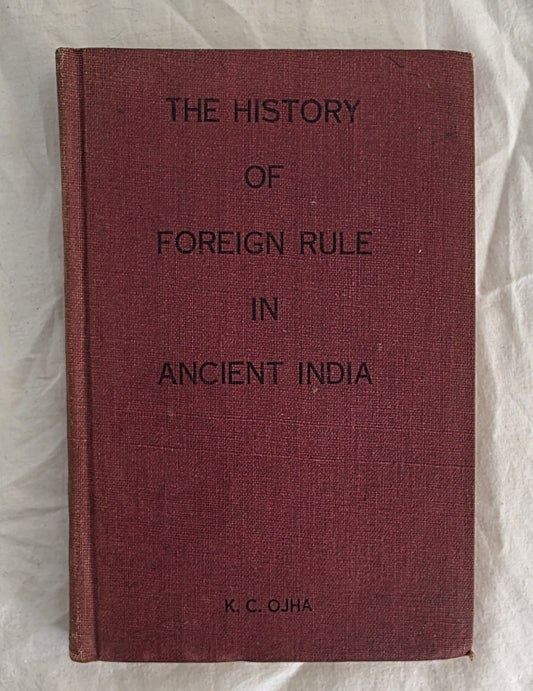 THE HISTORY
OF
FOREIGN RULE
IN
ANCIENT INDIA
K. C. OJHA